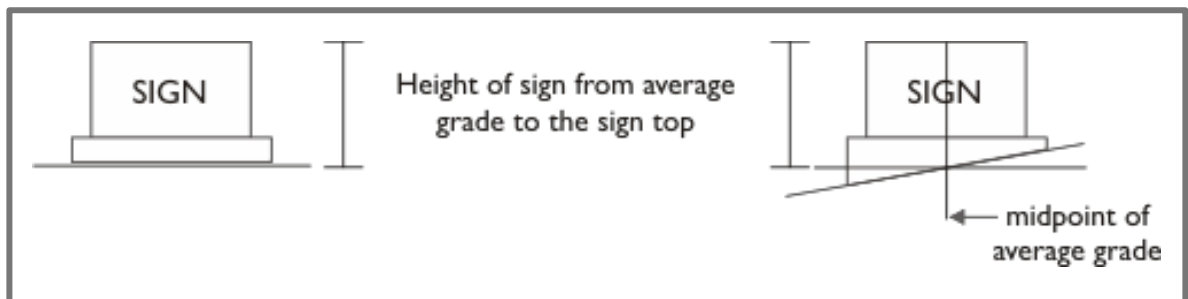 SIGN
Height of sign from average
grade to the sign top
SIGN
midpoint of
average grade